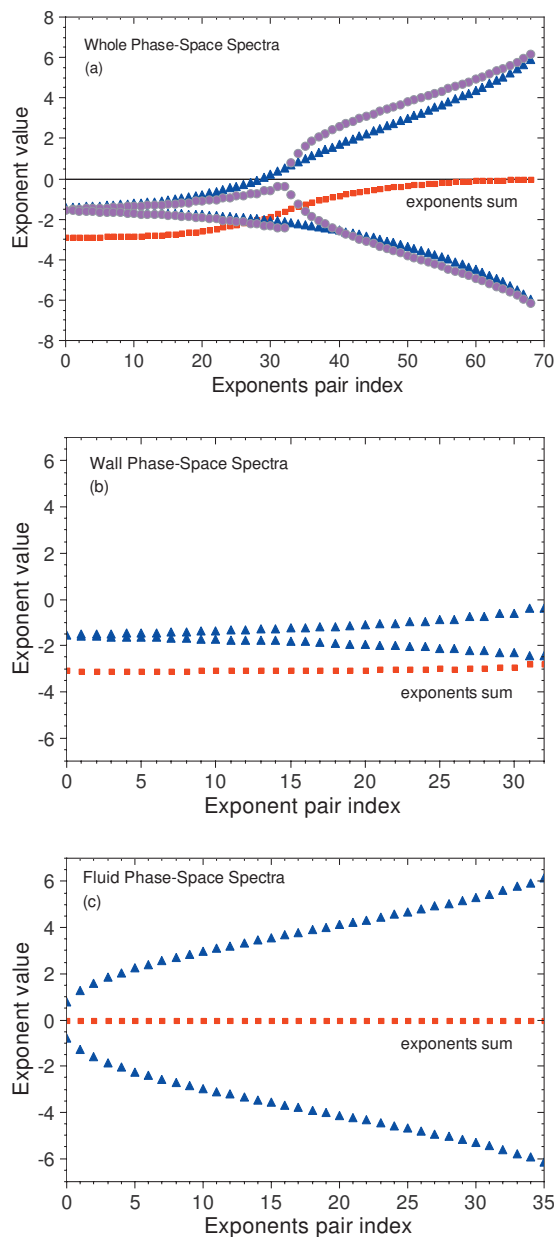 Whole Phase-Space Spectra
(a)
8
6
4
2
0
-2
-4
-6
-8
Exponent value
exponents sum
0 10 20 30 40 50 60 70
Exponents pair index
Wall Phase-Space Spectra
(b)
6
4
2
0
-2
-4
-6
Exponent value
exponents sum
0 5 10 15 20 25 30
Exponent pair index
Fluid Phase-Space Spectra
(c)
6
4
2
0
-2
-4
-6
Exponent value
exponents sum
0 5 10 15 20 25 30 35
Exponents pair index